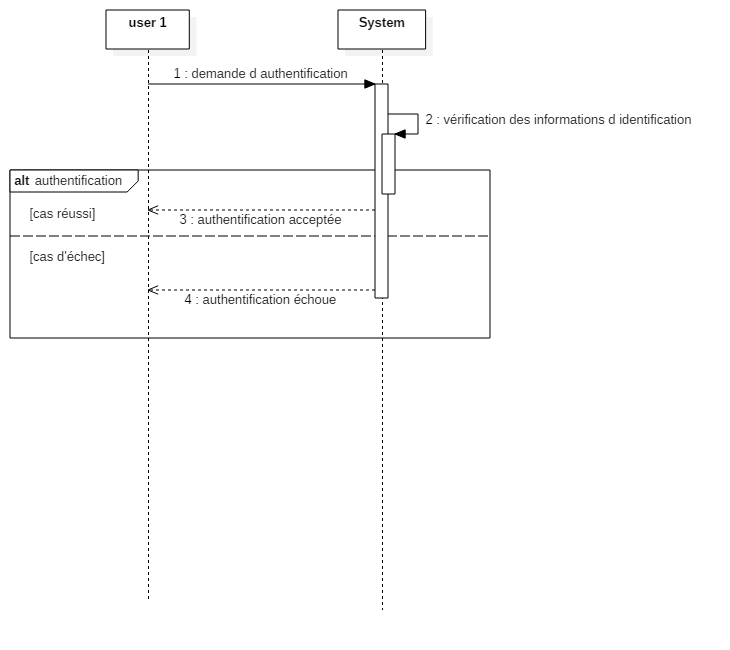 user 1
System
1 : demande d authentification
2 : vérification des informations d identification
alt authentification
[cas réussi]
3 : authentification acceptée
[cas d'échec]
4 : authentification échoue